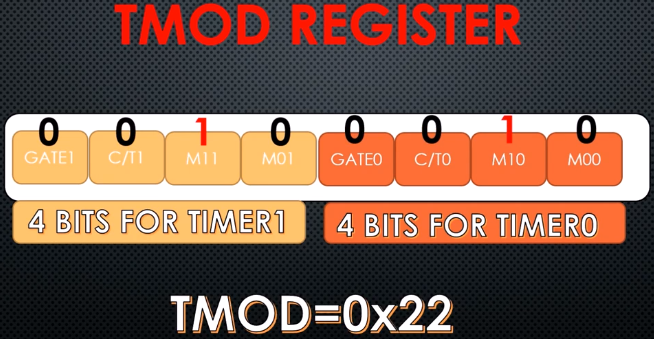 TMOD REGISTER
0 0 1 0 0 0 1 0
GATE1 C/T1 M11 M01 GATE0 C/T0 M10 M00
4 BITS FOR TIMER1 4 BITS FOR TIMER0
TMOD=0x22